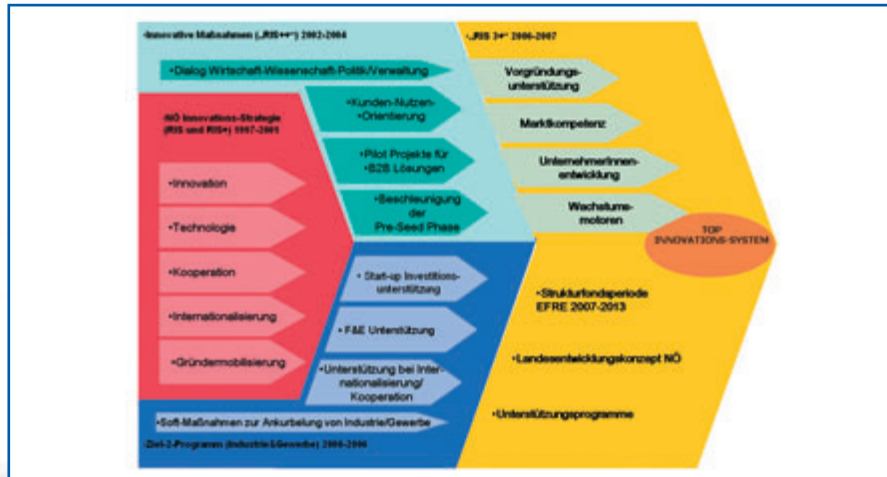 •Innovative Maßnahmen („RIS++“) 2002-2004
•Dialog Wirtschaft-Wissenschaft-Politik/Verwaltung
•NÖ Innovations-Strategie
(RIS und RIS+) 1997-2001
•Innovation
•Technologie
•Kooperation
•Internationalisierung
•Gründermobilisierung
•Kunden-Nutzen-
•Orientierung
•Pilot Projekte für
•B2B Lösungen
•Beschleunigung
der
Pre-Seed Phase
• Start-up Investitions-
unterstützung
• F&E Unterstützung
•Unterstützung bei Inter-
nationalisierung/
Kooperation
•Soft-Maßnahmen zur Ankurbelung von Industrie/Gewerbe
•Ziel-2-Programm (Industrie&Gewerbe) 2000-2006
•„RIS 3+“ 2006-2007
Vorgründungs-
unterstützung
Marktkompetenz
UnternehmerInnen-
entwicklung
Wachstums-
motoren
TOP
INNOVATIONS-SYSTEM
•Strukturfondsperiode
EFRE 2007-2013
•Landesentwicklungskonzept NÖ
•Unterstützungsprogramme